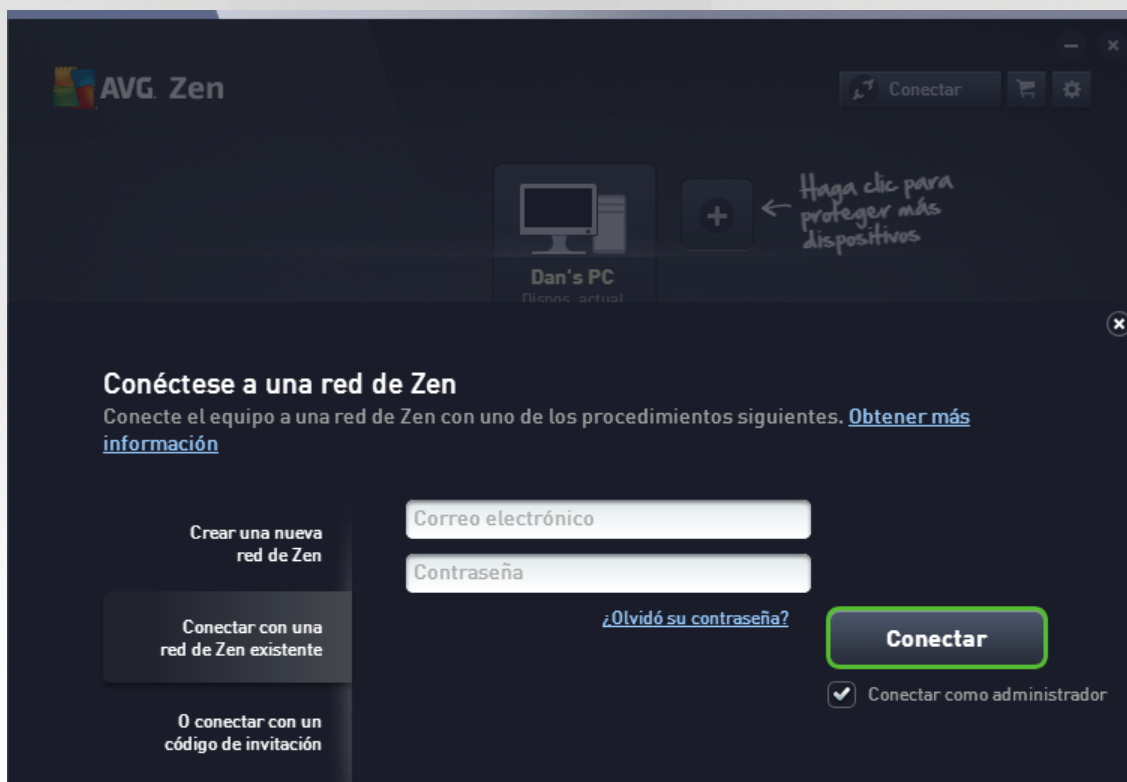 AVG. Zen
Conectar
Haga clic para
proteger más
dispositivos
Dan's PC
Dispos. actual
Conéctese a una red de Zen
Conecte el equipo a una red de Zen con uno de los procedimientos siguientes. Obtener más
información
Crear una nueva
red de Zen
Correo electrónico
Contraseña
¿Olvidó su contraseña?
Conectar con una
red de Zen existente
Conectar
Conectar como administrador
O conectar con un
código de invitación